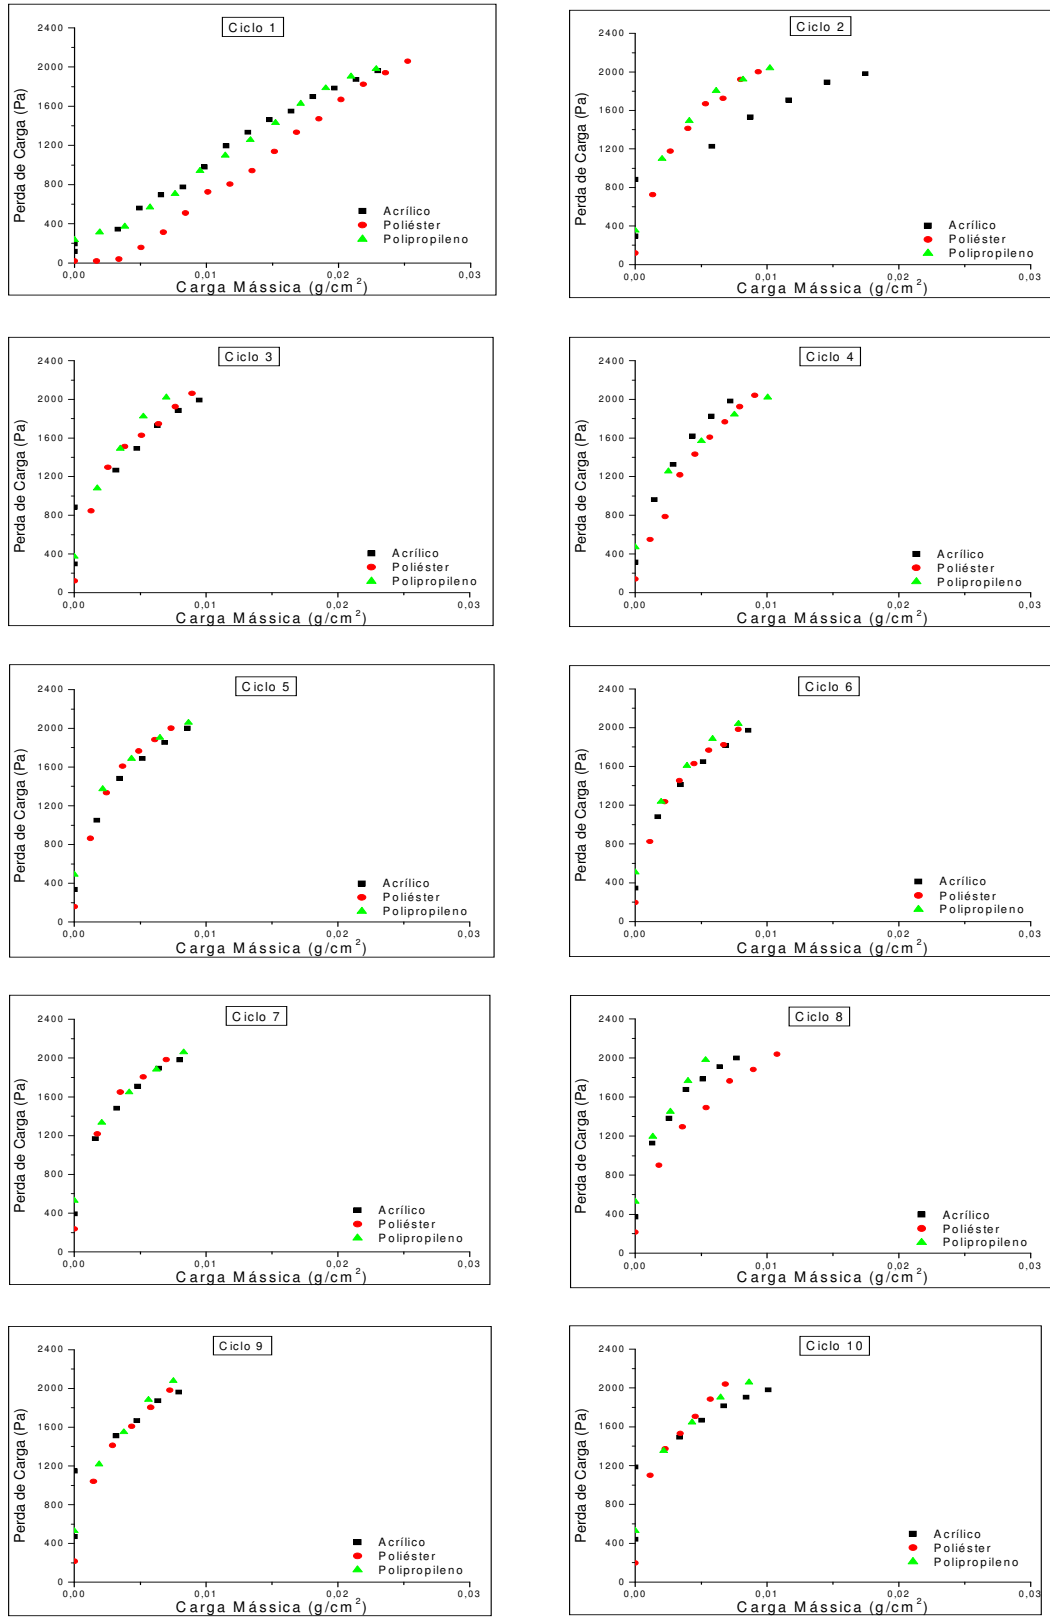 Ciclo 1
Perda de Carga (Pa)
2400
2000
1600
1200
800
400
0
Acrílico
Poliéster
Polipropileno
0,00 0,01 0,02 0,03
Carga Mássica (g/cm²)
Ciclo 2
Perda de Carga (Pa)
2400
2000
1600
1200
800
400
0
Acrílico
Poliéster
Polipropileno
0,00 0,01 0,02 0,03
Carga Mássica (g/cm²)
Ciclo 3
Perda de Carga (Pa)
2400
2000
1600
1200
800
400
0
Acrílico
Poliéster
Polipropileno
0,00 0,01 0,02 0,03
Carga Mássica (g/cm²)
Ciclo 4
Perda de Carga (Pa)
2400
2000
1600
1200
800
400
0
Acrílico
Poliéster
Polipropileno
0,00 0,01 0,02 0,03
Carga Mássica (g/cm²)
Ciclo 5
Perda de Carga (Pa)
2400
2000
1600
1200
800
400
0
Acrílico
Poliéster
Polipropileno
0,00 0,01 0,02 0,03
Carga Mássica (g/cm²)
Ciclo 6
Perda de Carga (Pa)
2400
2000
1600
1200
800
400
0
Acrílico
Poliéster
Polipropileno
0,00 0,01 0,02 0,03
Carga Mássica (g/cm²)
Ciclo 7
Perda de Carga (Pa)
2400
2000
1600
1200
800
400
0
Acrílico
Poliéster
Polipropileno
0,00 0,01 0,02 0,03
Carga Mássica (g/cm²)
Ciclo 8
Perda de Carga (Pa)
2400
2000
1600
1200
800
400
0
Acrílico
Poliéster
Polipropileno
0,00 0,01 0,02 0,03
Carga Mássica (g/cm²)
Ciclo 9
Perda de Carga (Pa)
2400
2000
1600
1200
800
400
0
Acrílico
Poliéster
Polipropileno
0,00 0,01 0,02 0,03
Carga Mássica (g/cm²)
Ciclo 10
Perda de Carga (Pa)
2400
2000
1600
1200
800
400
0
Acrílico
Poliéster
Polipropileno
0,00 0,01 0,02 0,03
Carga Mássica (g/cm²)